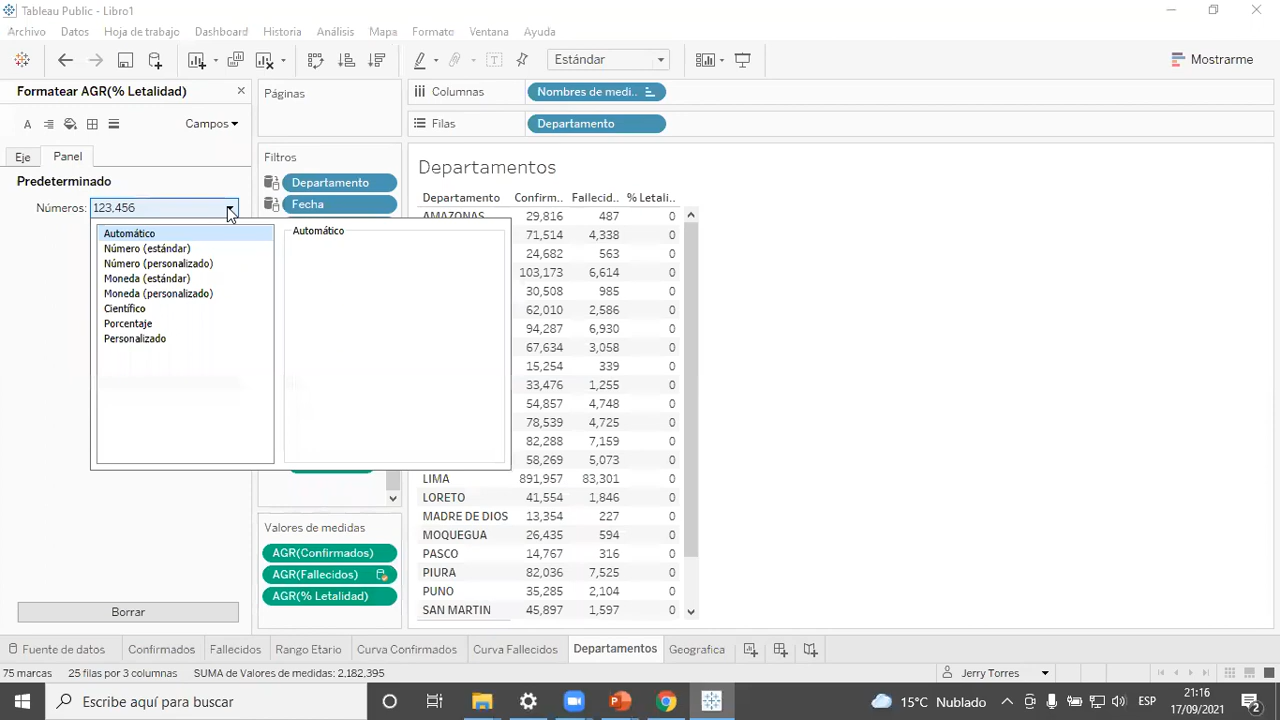 Tableau Public - Libro1
Archivo Datos Hoja de trabajo Dashboard Historia Análisis Mapa Formato Ventana Ayuda
Estándar Mostrarme
Formatear AGR(% Letalidad)
Campos
Eje Panel
Predeterminado
Números: 123,456
Automático
Número (estándar)
Número (personalizado)
Moneda (estándar)
Moneda (personalizado)
Científico
Porcentaje
Personalizado
Automático
Borrar
Páginas
Filtros
Departamento
Fecha
Valores de medidas
AGR(Confirmados)
AGR(Fallecidos)
AGR(% Letalidad)
Columnas Nombres de medi..
Filas Departamento
Departamentos
Departamento Confirm.. Fallecid.. % Letali..
AMAZONAS 29,816 487 0
71,514 4,338 0
24,682 563 0
103,173 6,614 0
30,508 985 0
62,010 2,586 0
94,287 6,930 0
67,634 3,058 0
15,254 339 0
33,476 1,255 0
54,857 4,748 0
78,539 4,725 0
82,288 7,159 0
58,269 5,073 0
LIMA 891,957 83,301 0
LORETO 41,554 1,846 0
MADRE DE DIOS 13,354 227 0
MOQUEGUA 26,435 594 0
PASCO 14,767 316 0
PIURA 82,036 7,525 0
PUNO 35,285 2,104 0
SAN MARTIN 45,897 1,597 0
Fuente de datos Confirmados Fallecidos Rango Etario Curva Confirmados Curva Fallecidos Departamentos Geografica
75 marcas 25 filas por 3 columnas SUMA de Valores de medidas: 2,182,395 Jerry Torres
Escribe aquí para buscar 15°C Nublado ESP 21:16
17/09/2021 2